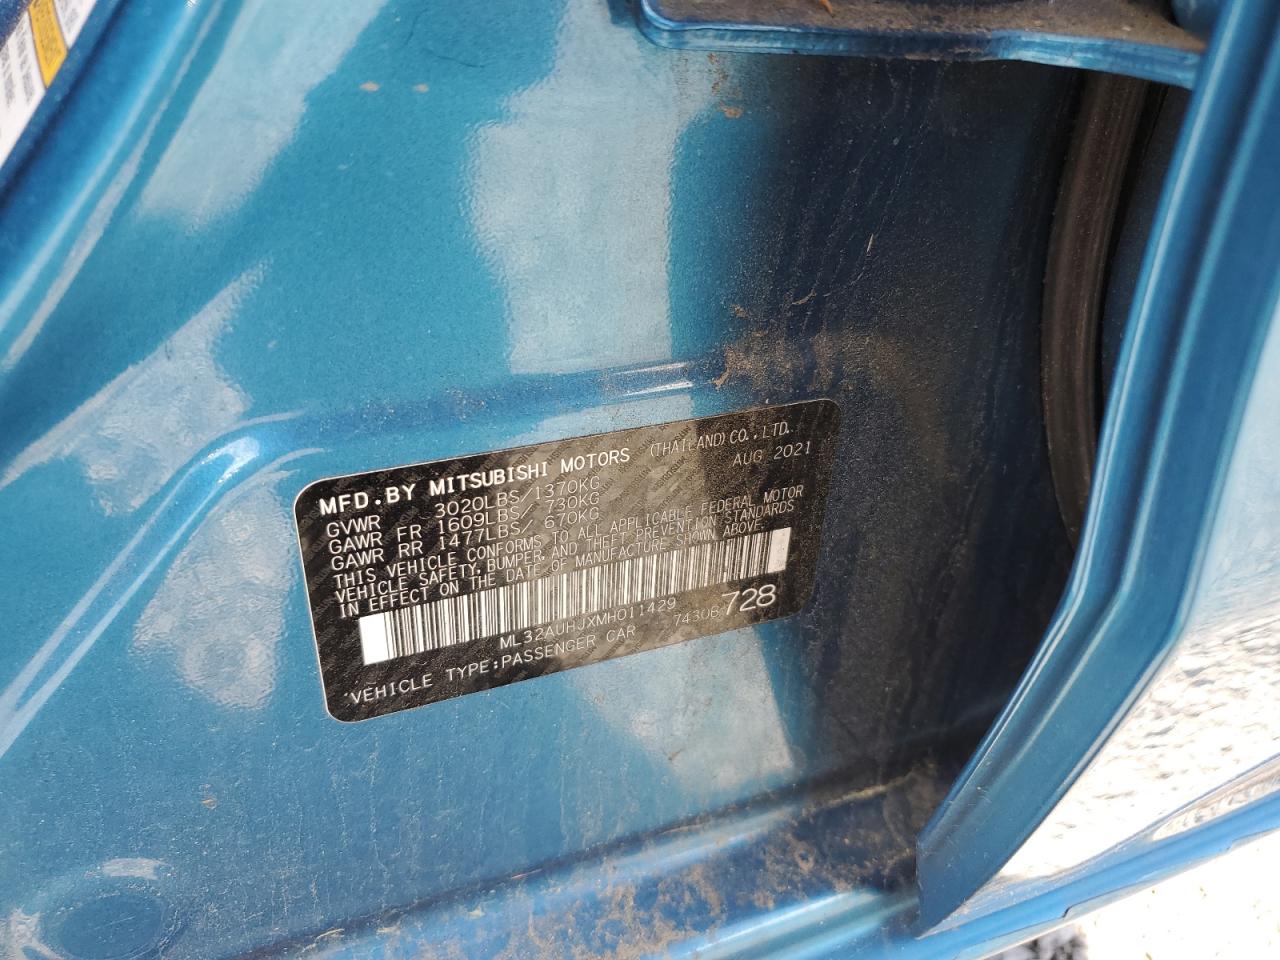 MFD.BY MITSUBISHI MOTORS (THAILAND) CO.,LTD.
AUG 2021
GVWR 3020LBS/1370KG
GAWR FR 1609LBS/ 730KG
GAWR RR 1477LBS/ 670KG
THIS VEHICLE CONFORMS TO ALL APPLICABLE FEDERAL MOTOR
VEHICLE SAFETY, BUMPER, AND THEFT PREVENTION STANDARDS
IN EFFECT ON THE DATE OF MANUFACTURE SHOWN ABOVE.
ML32AUHJXMH011429
VEHICLE TYPE:PASSENGER CAR 74306 728